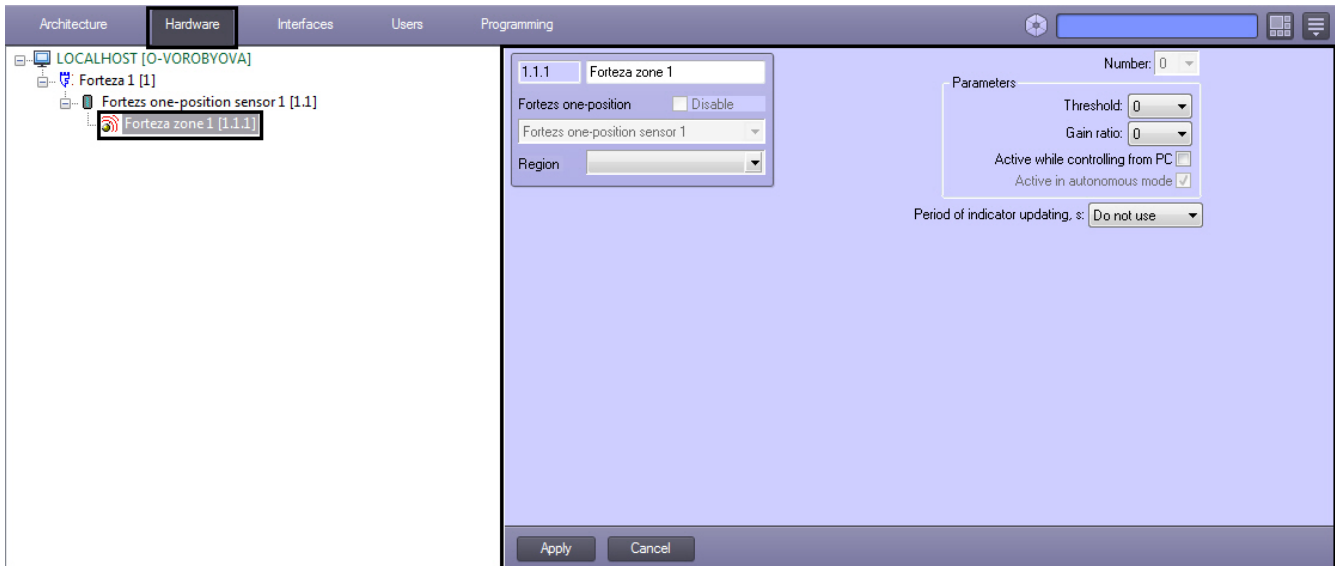 Architecture Hardware Interfaces Users Programming
LOCALHOST [O-VOROBYOVA]
Forteza 1 [1]
Fortezs one-position sensor 1 [1.1]
Forteza zone 1 [1.1.1]
1.1.1 Forteza zone 1
Fortezs one-position Disable
Fortezs one-position sensor 1
Region
Number: 0
Parameters
Threshold: 0
Gain ratio: 0
Active while controlling from PC
Active in autonomous mode
Period of indicator updating, s: Do not use
Apply Cancel